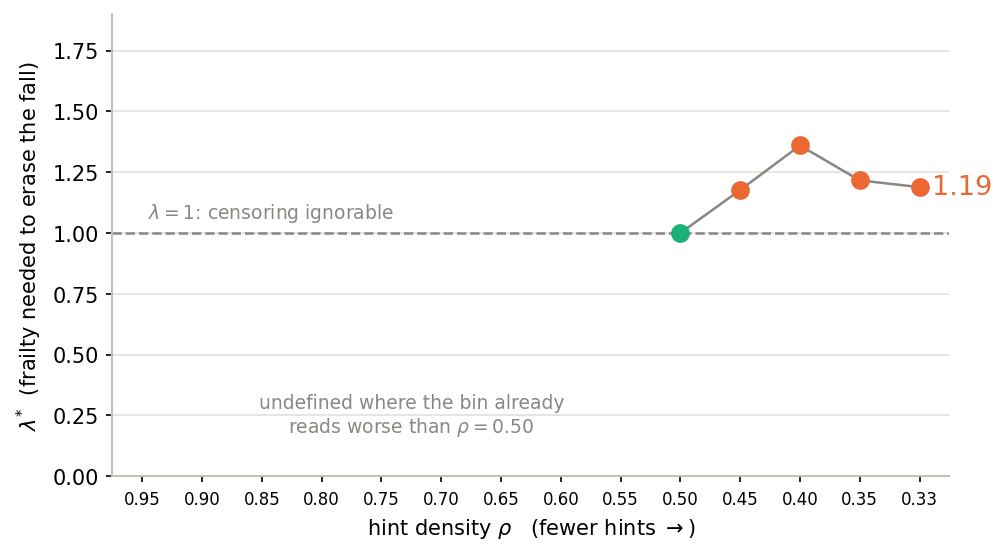 λ* (frailty needed to erase the fall)
1.75
1.50
1.25
1.00
0.75
0.50
0.25
0.00
λ = 1: censoring ignorable
1.19
undefined where the bin already
reads worse than ρ = 0.50
0.95 0.90 0.85 0.80 0.75 0.70 0.65 0.60 0.55 0.50 0.45 0.40 0.35 0.33
hint density ρ (fewer hints →)